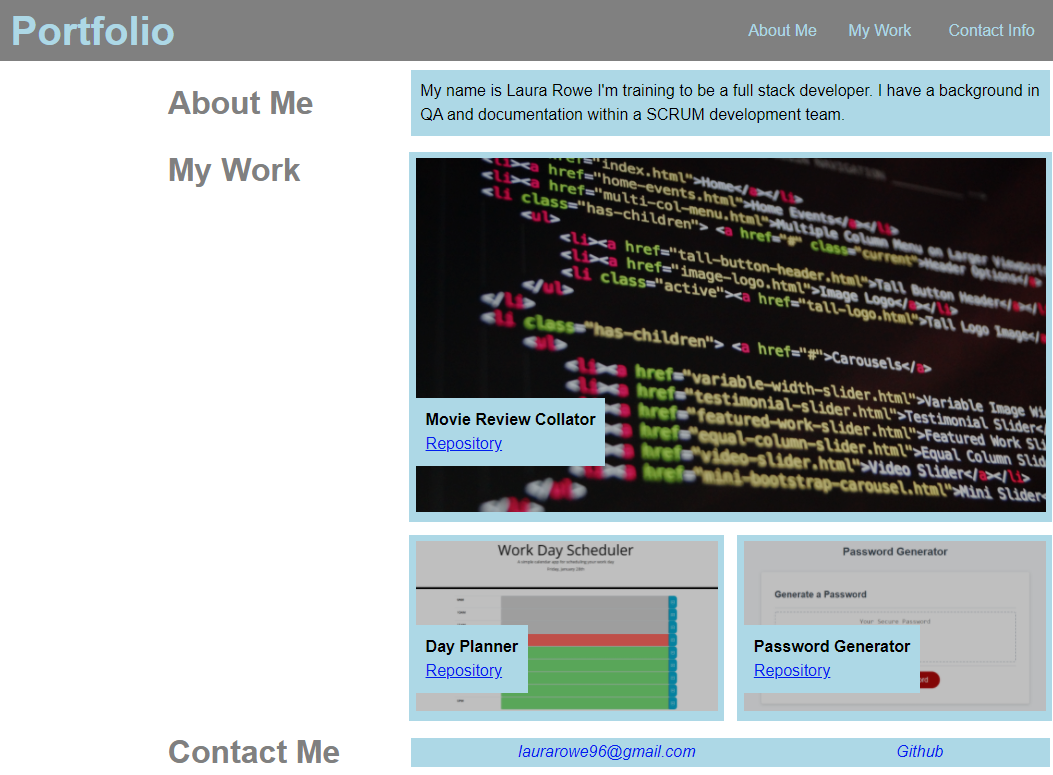 Portfolio
About Me
My Work
Contact Info
About Me
My name is Laura Rowe I'm training to be a full stack developer. I have a background in
QA and documentation within a SCRUM development team.
My Work
href="index.html">Home</a></li>
<li><a href="home-events.html">Home Events</a></li>
<li><a href="multi-col-menu.html">Multiple Column Menu on Larger Viewports
<li class="has-children"> <a href="#" class="current">Header Options</a>
<ul>
<li><a href="tall-button-header.html">Tall Button Header</a></li>
<li><a href="image-logo.html">Image Logo</a></li>
<li class="active"><a href="tall-logo.html">Tall Logo Image</a>
</ul>
</li>
<li class="has-children"> <a href="#">Carousels</a>
<ul>
<li><a href="variable-width-slider.html">Variable Image Wi
<li><a href="testimonial-slider.html">Testimonial Slider</
href="featured-work-slider.html">Featured Work Sli
href="equal-column-slider.html">Equal Column Slid
href="video-slider.html">Video Slider</a></li>
href="mini-bootstrap-carousel.html">Mini Slider<
</ul>
Movie Review Collator
Repository
Work Day Scheduler
A simple calendar app for scheduling your work day
Friday, January 28th
Day Planner
Repository
Password Generator
Generate a Password
Your Secure Password
Password Generator
Repository
Contact Me
laurarowe96@gmail.com
Github